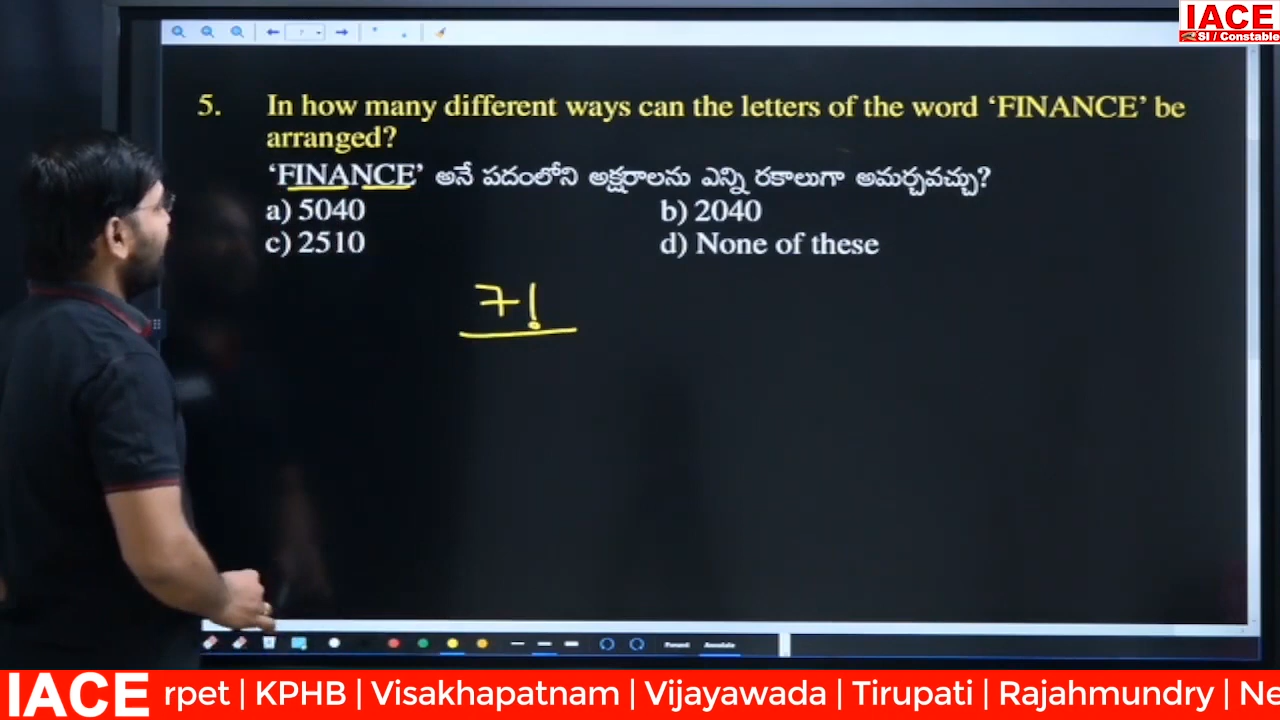 IACE
SI / Constable
5. In how many different ways can the letters of the word ‘FINANCE’ be
arranged?
‘FINANCE’ అనే పదంలోని అక్షరాలను ఎన్ని రకాలుగా అమర్చవచ్చు?
a) 5040 b) 2040
c) 2510 d) None of these
7!
Present Annotate
IACE rpet | KPHB | Visakhapatnam | Vijayawada | Tirupati | Rajahmundry | Ne